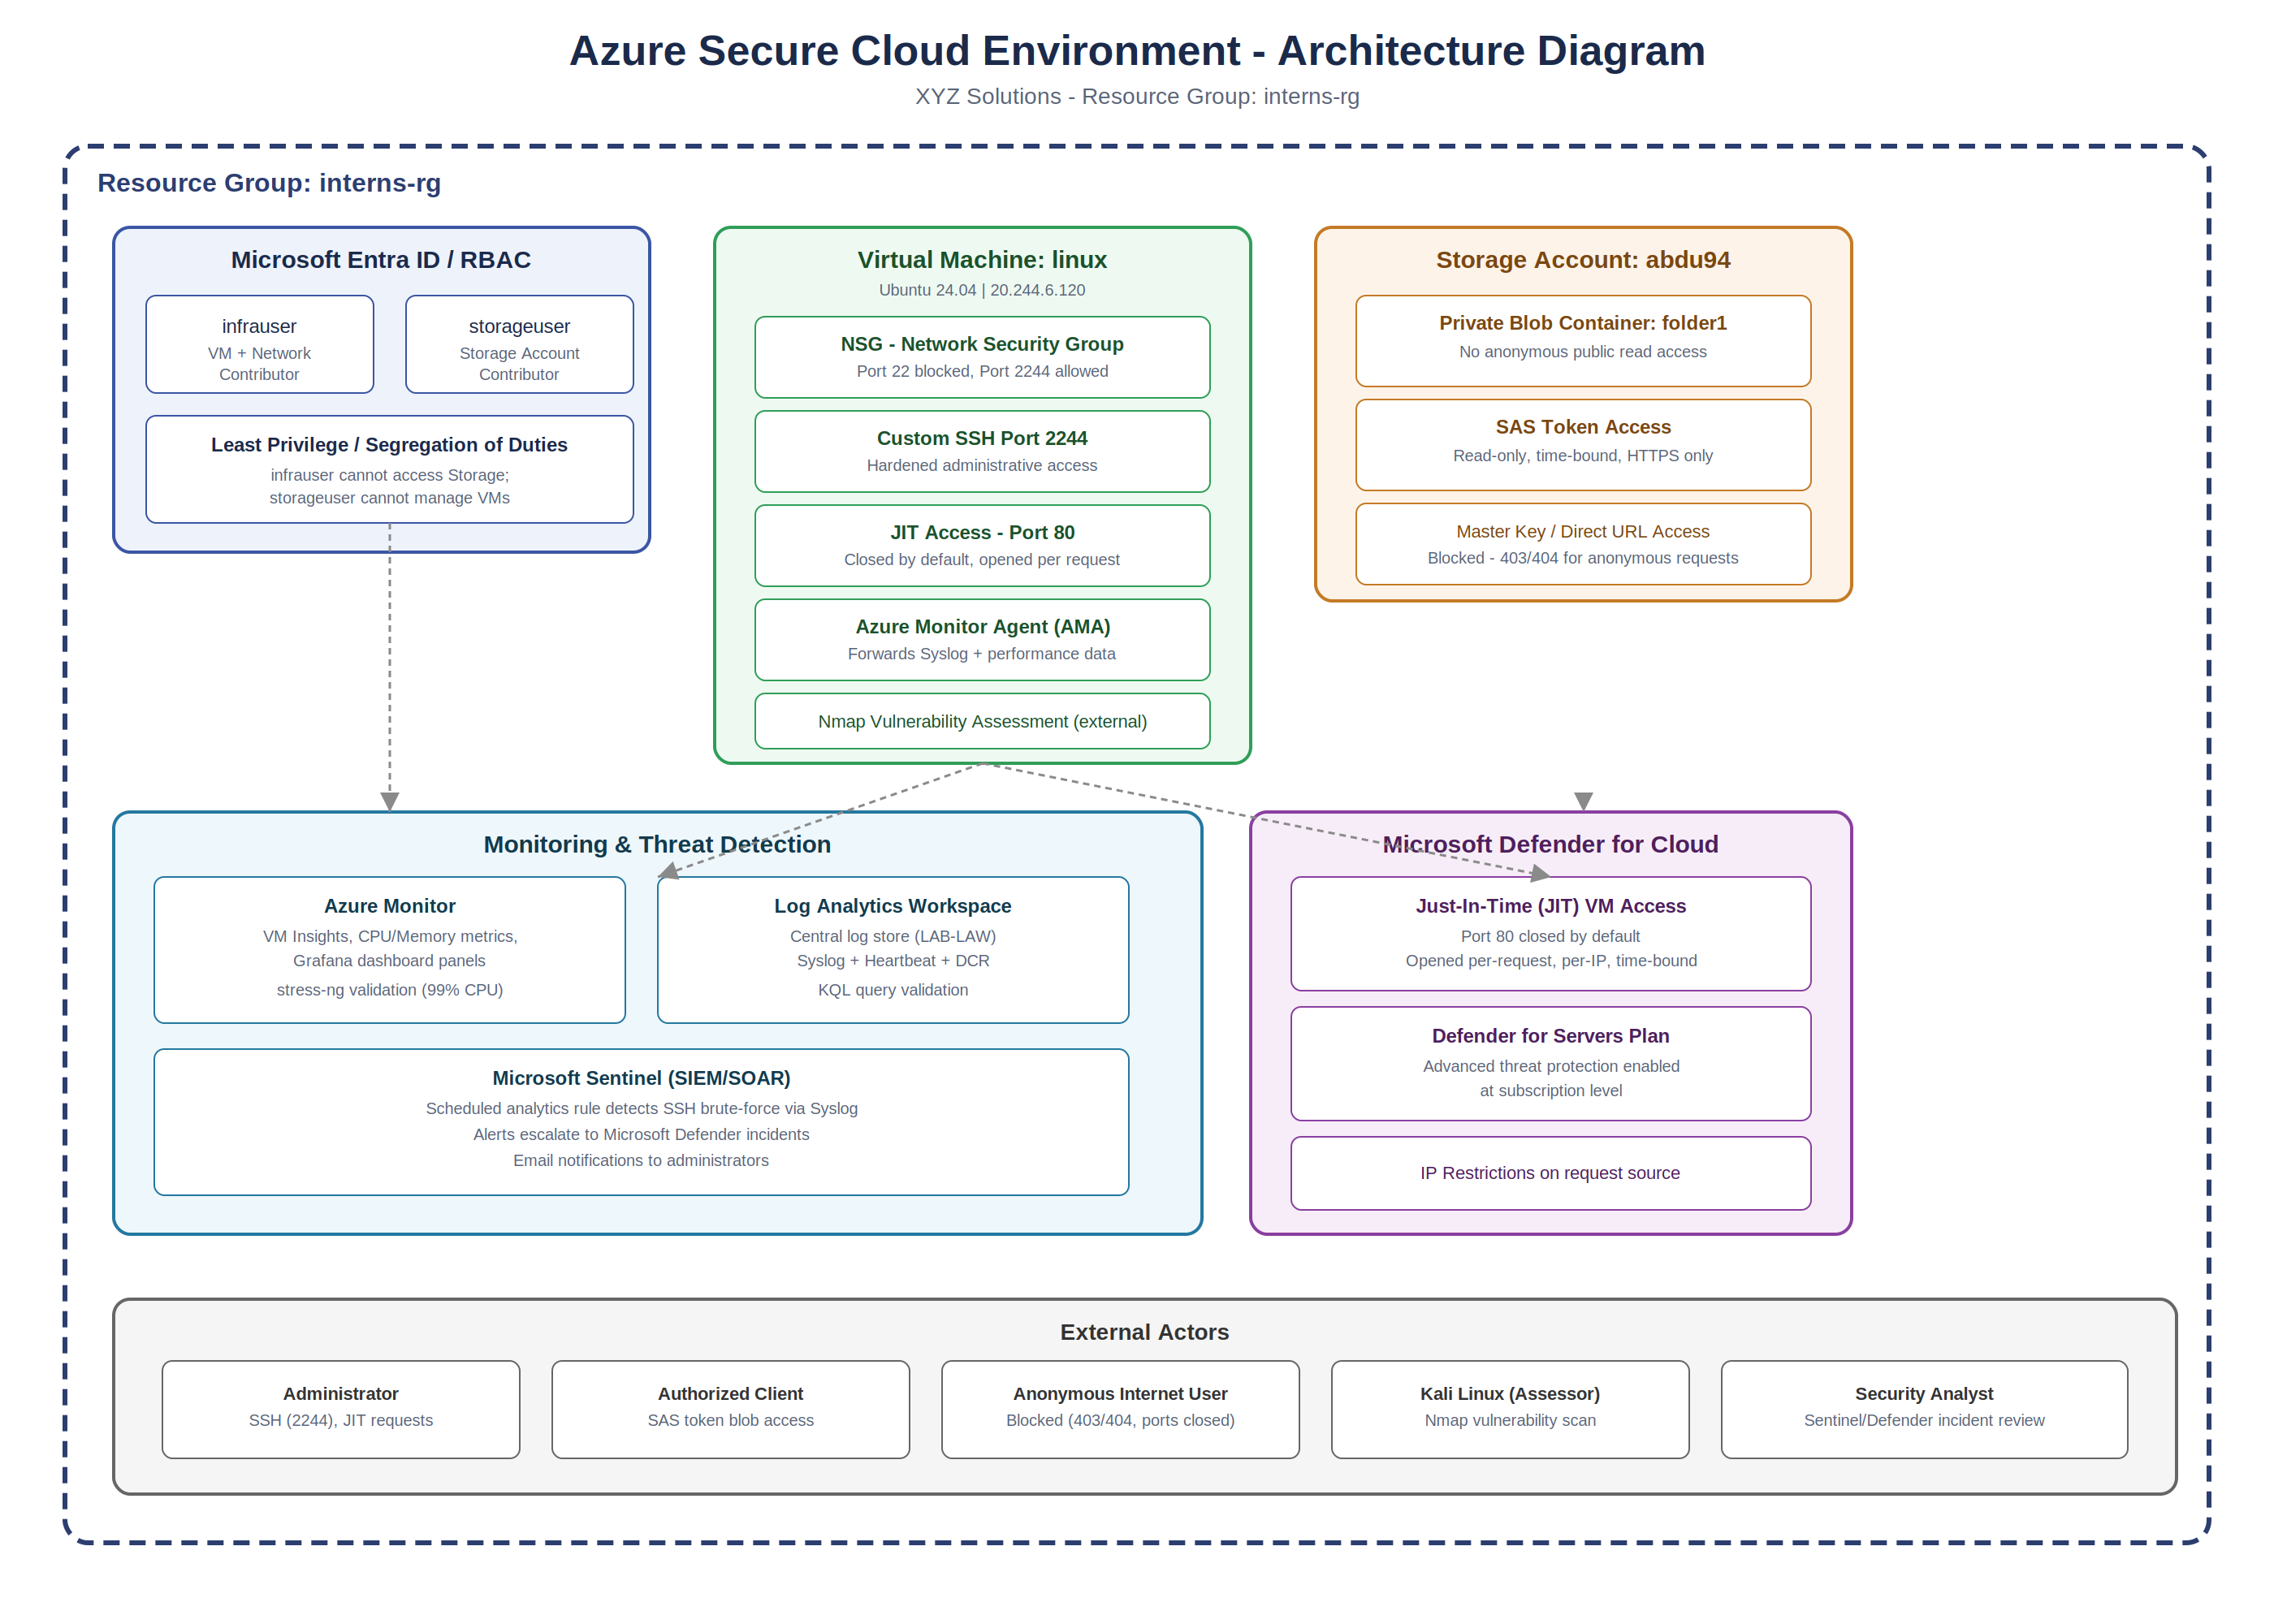 Azure Secure Cloud Environment - Architecture Diagram
XYZ Solutions - Resource Group: interns-rg
Resource Group: interns-rg
Microsoft Entra ID / RBAC
infrauser
VM + Network
Contributor
storageuser
Storage Account
Contributor
Least Privilege / Segregation of Duties
infrauser cannot access Storage;
storageuser cannot manage VMs
Virtual Machine: linux
Ubuntu 24.04 | 20.244.6.120
NSG - Network Security Group
Port 22 blocked, Port 2244 allowed
Custom SSH Port 2244
Hardened administrative access
JIT Access - Port 80
Closed by default, opened per request
Azure Monitor Agent (AMA)
Forwards Syslog + performance data
Nmap Vulnerability Assessment (external)
Storage Account: abdu94
Private Blob Container: folder1
No anonymous public read access
SAS Token Access
Read-only, time-bound, HTTPS only
Master Key / Direct URL Access
Blocked - 403/404 for anonymous requests
Monitoring & Threat Detection
Azure Monitor
VM Insights, CPU/Memory metrics,
Grafana dashboard panels
stress-ng validation (99% CPU)
Log Analytics Workspace
Central log store (LAB-LAW)
Syslog + Heartbeat + DCR
KQL query validation
Microsoft Sentinel (SIEM/SOAR)
Scheduled analytics rule detects SSH brute-force via Syslog
Alerts escalate to Microsoft Defender incidents
Email notifications to administrators
Microsoft Defender for Cloud
Just-In-Time (JIT) VM Access
Port 80 closed by default
Opened per-request, per-IP, time-bound
Defender for Servers Plan
Advanced threat protection enabled
at subscription level
IP Restrictions on request source
External Actors
Administrator
SSH (2244), JIT requests
Authorized Client
SAS token blob access
Anonymous Internet User
Blocked (403/404, ports closed)
Kali Linux (Assessor)
Nmap vulnerability scan
Security Analyst
Sentinel/Defender incident review